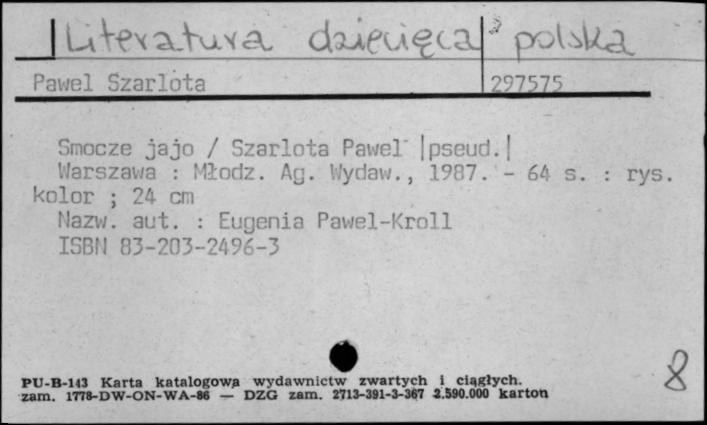 Literatura dziecięca polska
Pawel Szarlota 297575
Smocze jajo / Szarlota Pawel |pseud.|
Warszawa : Młodz. Ag. Wydaw., 1987. - 64 s. : rys.
kolor ; 24 cm
Nazw. aut. : Eugenia Pawel-Kroll
ISBN 83-203-2496-3
8
PU-B-143 Karta katalogowa wydawnictw zwartych i ciągłych.
zam. 1778-DW-ON-WA-86 — DZG zam. 2713-391-3-367 2.590.000 karton